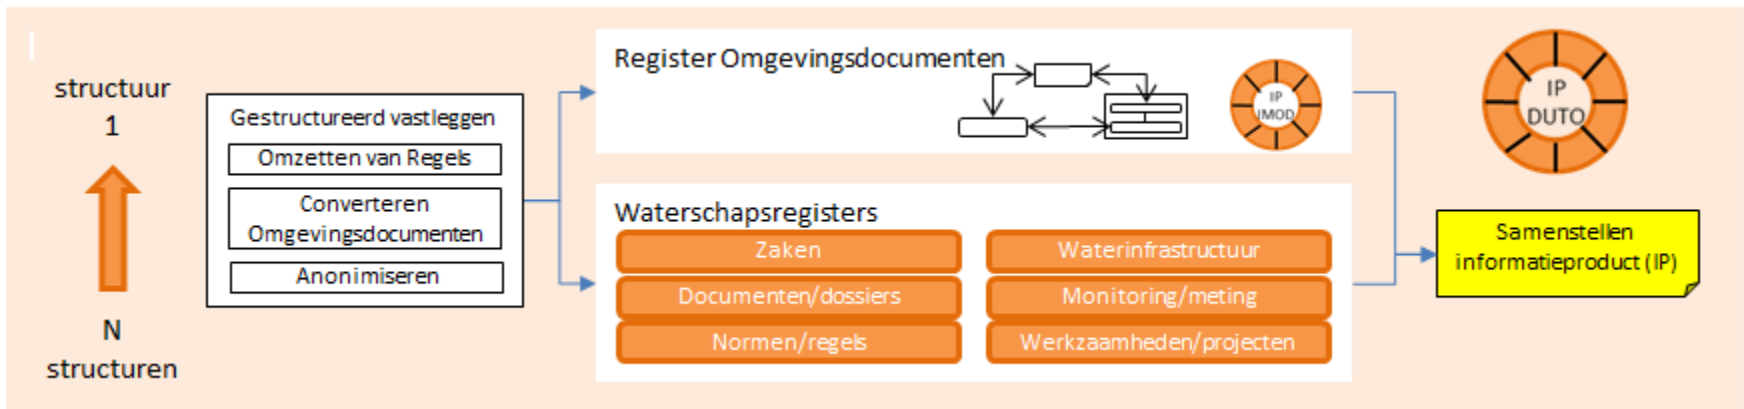 structuur
1
N
structuren
Gestructureerd vastleggen
Omzetten van Regels
Converteren
Omgevingsdocumenten
Anonimiseren
Register Omgevingsdocumenten
IP
IMOD
Waterschapsregisters
Zaken
Waterinfrastructuur
Documenten/dossiers
Monitoring/meting
Normen/regels
Werkzaamheden/projecten
IP
DUTO
Samenstellen
informatieproduct (IP)